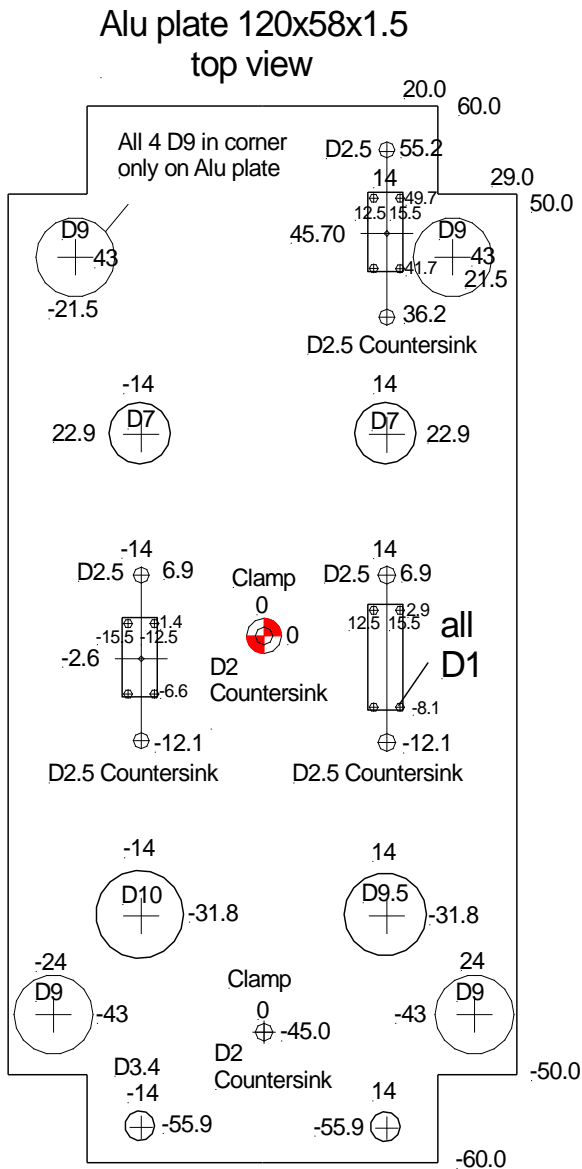 Alu plate 120x58x1.5
top view
20.0
60.0
All 4 D9 in corner
only on Alu plate
D2.5 55.2
14
29.0
50.0
49.7
12.5 15.5
45.70
D9
43
-21.5
D9
43
21.5
41.7
36.2
D2.5 Countersink
-14
D7
22.9
14
D7
22.9
-14
D2.5 6.9
Clamp
0
0
14
D2.5 6.9
1.4
-15.5 -12.5
-2.6
-6.6
D2
Countersink
2.9
12.5 15.5
all
D1
-8.1
-12.1
D2.5 Countersink
-12.1
D2.5 Countersink
-14
D10
-31.8
14
D9.5
-31.8
-24
D9
-43
Clamp
0
-45.0
D2
Countersink
24
D9
-43
D3.4
-14
-55.9
14
-55.9
-50.0
-60.0